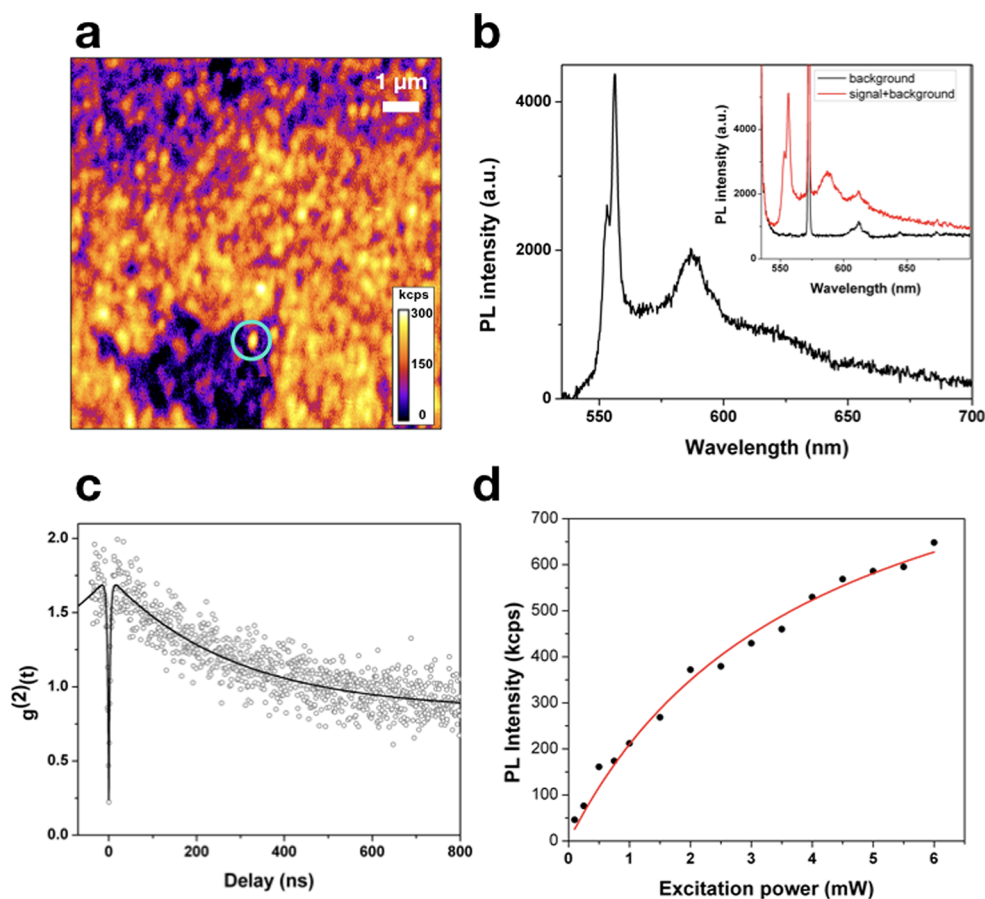 a
1 µm
kcps
300
150
0
b
PL intensity (a.u.)
4000
2000
0
550
600
650
700
Wavelength (nm)
background
signal+background
PL intensity (a.u.)
4000
2000
0
550
600
650
Wavelength (nm)
c
g(2)(t)
2.0
1.5
1.0
0.5
0.0
0
200
400
600
800
Delay (ns)
d
PL Intensity (kcps)
700
600
500
400
300
200
100
0
0
1
2
3
4
5
6
Excitation power (mW)